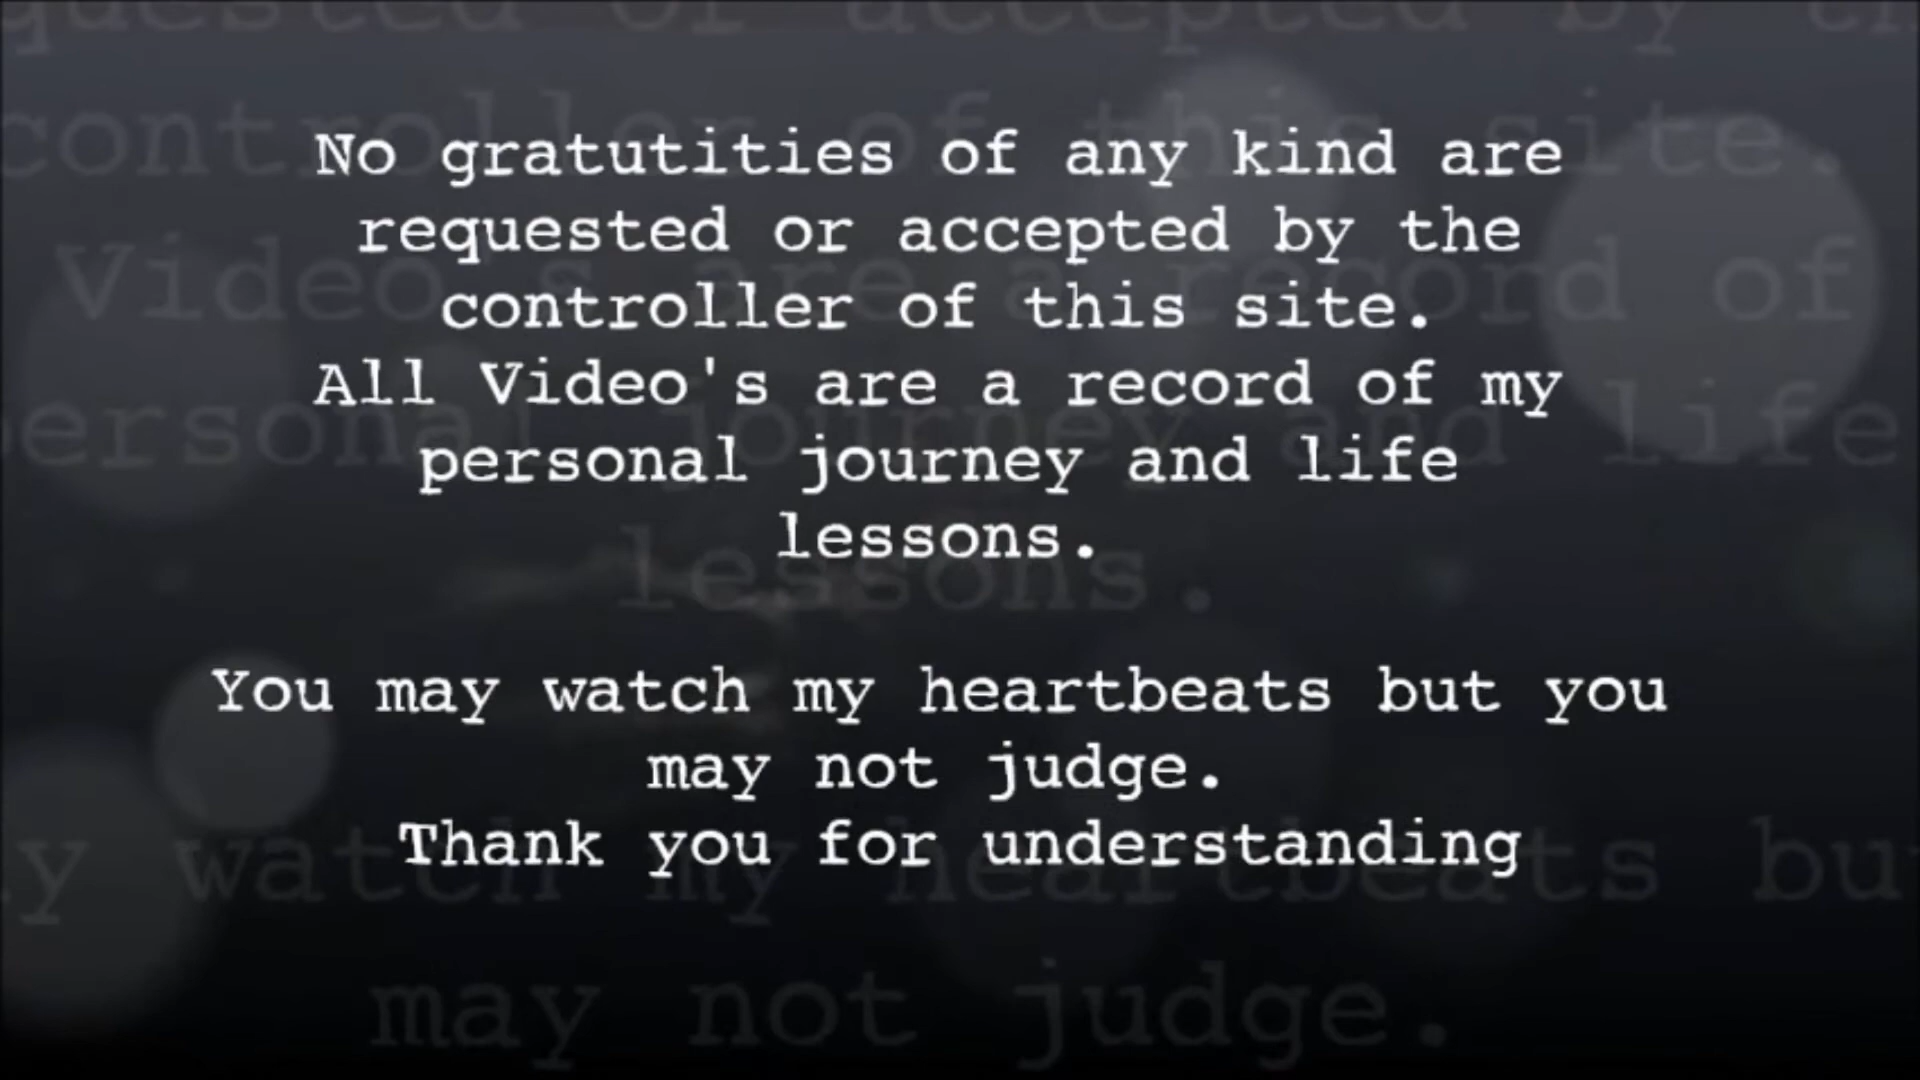 No gratutities of any kind are
requested or accepted by the
controller of this site.
All Video's are a record of my
personal journey and life
lessons.
You may watch my heartbeats but you
may not judge.
Thank you for understanding